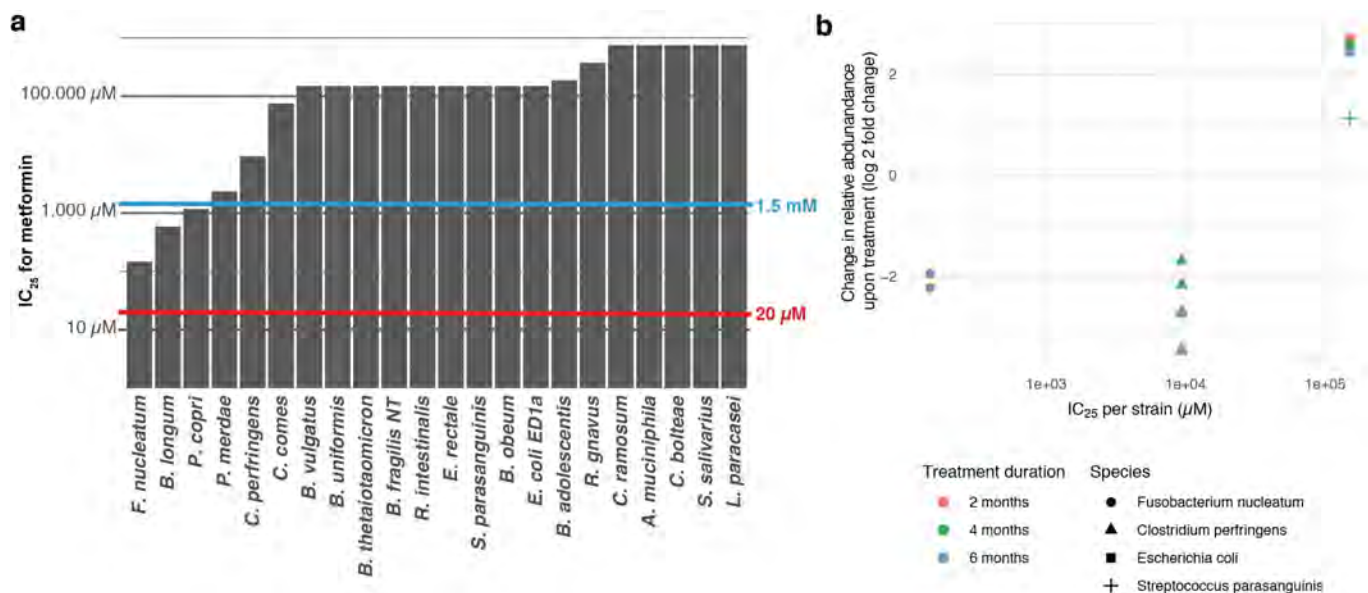 a
IC25 for metformin
100.000 µM
1.000 µM
10 µM
1.5 mM
20 µM
F. nucleatum
B. longum
P. copri
P. merdae
C. perfringens
C. comes
B. vulgatus
B. uniformis
B. thetaiotaomicron
B. fragilis NT
R. intestinalis
E. rectale
S. parasanguinis
B. obeum
E. coli ED1a
B. adolescentis
R. gnavus
C. ramosum
A. muciniphila
C. bolteae
S. salivarius
L. paracasei
b
Change in relative abdunandance
upon treatment (log 2 fold change)
2
0
−2
1e+03
1e+04
1e+05
IC25 per strain (µM)
Treatment duration
2 months
4 months
6 months
Species
Fusobacterium nucleatum
Clostridium perfringens
Escherichia coli
Streptococcus parasanguinis